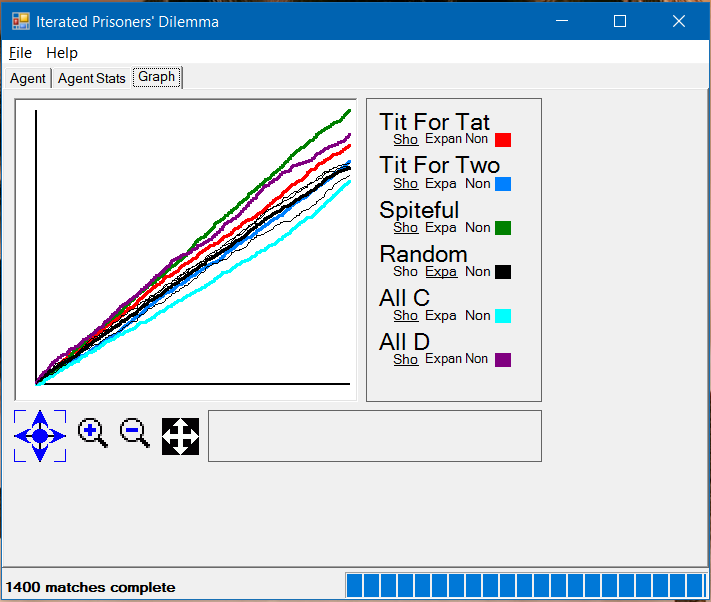 Iterated Prisoners' Dilemma
File Help
Agent Agent Stats Graph
Tit For Tat
Sho Expan Non
Tit For Two
Sho Expa Non
Spiteful
Sho Expa Non
Random
Sho Expa Non
All C
Sho Expa Non
All D
Sho Expan Non
1400 matches complete